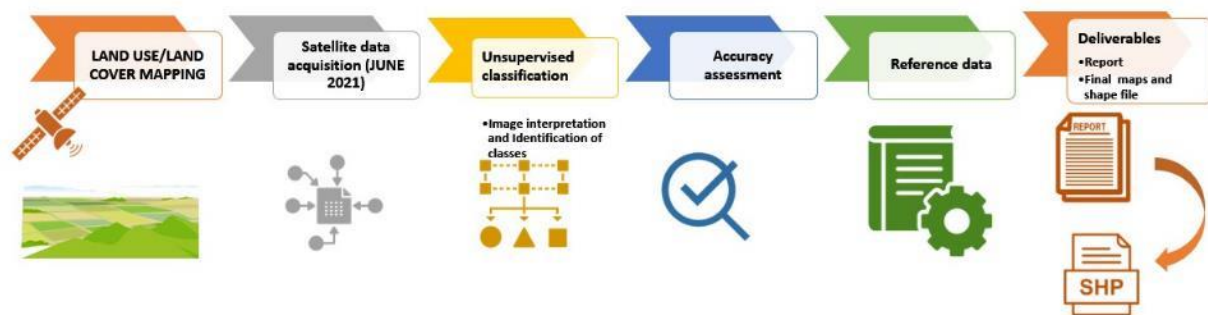 LAND USE/LAND
COVER MAPPING
Satellite data
acquisition (JUNE
2021)
Unsupervised
classification
•Image interpretation
and Identification of
classes
Accuracy
assessment
Reference data
Deliverables
•Report
•Final maps and
shape file
REPORT
SHP